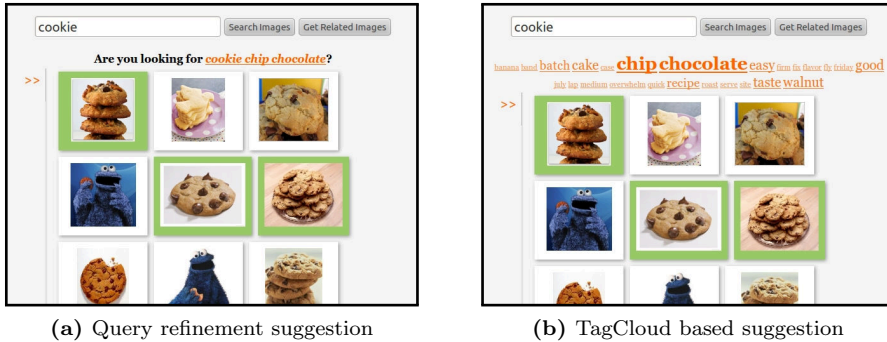 cookie Search Images Get Related Images
Are you looking for cookie chip chocolate?
>>
(a) Query refinement suggestion
cookie Search Images Get Related Images
banana band batch cake case chip chocolate easy firm fix flavor fly friday good
july lap medium overwhelm quick recipe roast serve site taste walnut
>>
(b) TagCloud based suggestion